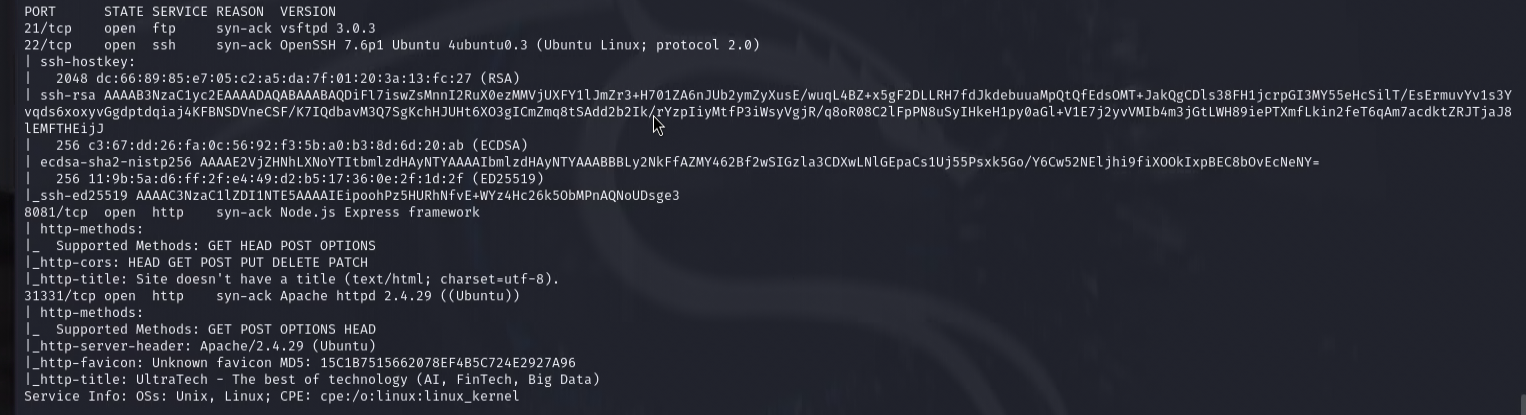 PORT      STATE SERVICE REASON  VERSION
21/tcp    open  ftp     syn-ack vsftpd 3.0.3
22/tcp    open  ssh     syn-ack OpenSSH 7.6p1 Ubuntu 4ubuntu0.3 (Ubuntu Linux; protocol 2.0)
| ssh-hostkey:
|   2048 dc:66:89:85:e7:05:c2:a5:da:7f:01:20:3a:13:fc:27 (RSA)
| ssh-rsa AAAAB3NzaC1yc2EAAAADAQABAAABAQDiFl7iswZsMnnI2RuX0ezMMVjUXFY1lJmZr3+H701ZA6nJUb2ymZyXusE/wuqL4BZ+x5gF2DLLRH7fdJkdebuuaMpQtQfEdsOMT+JakQgCDls38FH1jcrpGI3MY55eHcSilT/EsErmuvYv1s3Y
vqds6xoxyvGgdptdqiaj4KFBNSDVneCSF/K7IQdbavM3Q7SgKchHJUHt6XO3gICmZmq8tSAdd2b2Ik/rYzpIiyMtfP3iWsyVgjR/q8oR08C2lFpPN8uSyIHkeH1py0aGl+V1E7j2yvVMIb4m3jGtLWH89iePTXmfLkin2feT6qAm7acdktZRJTjaJ8
lEMFTHEijJ
|   256 c3:67:dd:26:fa:0c:56:92:f3:5b:a0:b3:8d:6d:20:ab (ECDSA)
| ecdsa-sha2-nistp256 AAAAE2VjZHNhLXNoYTItbmlzdHAyNTYAAAAIbmlzdHAyNTYAAABBBLy2NkFfAZMY462Bf2wSIGzla3CDXwLNlGEpaCs1Uj55Psxk5Go/Y6Cw52NEljhi9fiXOOkIxpBEC8bOvEcNeNY=
|   256 11:9b:5a:d6:ff:2f:e4:49:d2:b5:17:36:0e:2f:1d:2f (ED25519)
|_ssh-ed25519 AAAAC3NzaC1lZDI1NTE5AAAAIEipoohPz5HURhNfvE+WYz4Hc26k5ObMPnAQNoUDsge3
8081/tcp  open  http    syn-ack Node.js Express framework
| http-methods:
|_  Supported Methods: GET HEAD POST OPTIONS
|_http-cors: HEAD GET POST PUT DELETE PATCH
|_http-title: Site doesn't have a title (text/html; charset=utf-8).
31331/tcp open  http    syn-ack Apache httpd 2.4.29 ((Ubuntu))
| http-methods:
|_  Supported Methods: GET POST OPTIONS HEAD
|_http-server-header: Apache/2.4.29 (Ubuntu)
|_http-favicon: Unknown favicon MD5: 15C1B7515662078EF4B5C724E2927A96
|_http-title: UltraTech - The best of technology (AI, FinTech, Big Data)
Service Info: OSs: Unix, Linux; CPE: cpe:/o:linux:linux_kernel